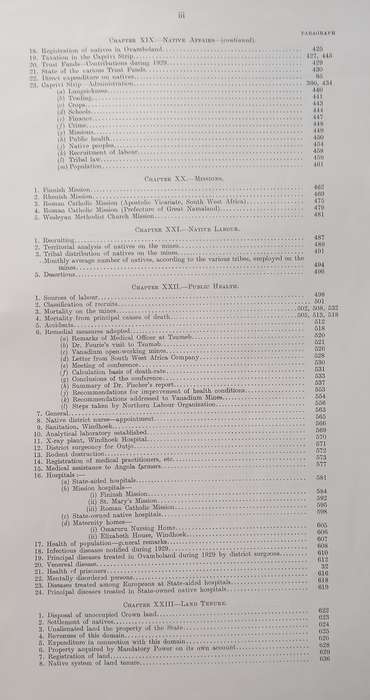 iii
CHAPTER XIX.—NATIVE AFFAIRS—(continued).
PARAGRAPH
18. Registration of natives in Ovamboland 425
19. Taxation in the Caprivi Strip 427, 445
20. Trust Funds—Contributions during 1929 429
21. State of the various Trust Funds 430
22. Direct expenditure on natives 85
23. Caprivi Strip—Administration 390, 434
(a) Lungsickness 440
(b) Trading 441
(c) Crops 443
(d) Schools 444
(e) Finance 447
(f) Crime 448
(g) Missions 449
(h) Public health 450
(j) Native peoples 454
(k) Recruitment of labour 458
(l) Tribal law 459
(m) Population 461
CHAPTER XX.—MISSIONS.
1. Finnish Mission 462
2. Rhenish Mission 469
3. Roman Catholic Mission (Apostolic Vicariate, South West Africa) 475
4. Roman Catholic Mission (Prefecture of Great Namaland) 479
5. Wesleyan Methodist Church Mission 481
CHAPTER XXI.—NATIVE LABOUR.
1. Recruiting 487
2. Territorial analysis of natives on the mines 489
3. Tribal distribution of natives on the mines 491
Monthly average number of natives, according to the various tribes, employed on the
mines 494
5. Desertions 496
CHAPTER XXII.—PUBLIC HEALTH.
1. Sources of labour 498
2. Classification of recruits 501
3. Mortality on the mines 502, 508, 532
4. Mortality from principal causes of death 505, 513, 518
5. Accidents 512
6. Remedial measures adopted 518
(a) Remarks of Medical Officer at Tsumeb 520
(b) Dr. Fourie's visit to Tsumeb 521
(c) Vanadium open-working mines 526
(d) Letter from South West Africa Company 528
(e) Meeting of conference 530
(f) Calculation basis of death-rate 531
(g) Conclusions of the conference 533
(h) Summary of Dr. Fischer's report 537
(j) Recommendations for improvement of health conditions 553
(k) Recommendations addressed to Vanadium Mines 554
(l) Steps taken by Northern Labour Organisation 556
7. General 563
8. Native district nurse—appointment 565
9. Sanitation, Windhoek 566
10. Analytical laboratory established 569
11. X-ray plant, Windhoek Hospital 570
12. District surgeoncy for Outjo 571
13. Rodent destruction 572
14. Registration of medical practitioners, etc. 573
15. Medical assistance to Angola farmers 577
16. Hospitals:—
(a) State-aided hospitals 581
(b) Mission hospitals—
(i) Finnish Mission 584
(ii) St. Mary's Mission 592
(iii) Roman Catholic Mission 595
(c) State-owned native hospitals 598
(d) Maternity homes—
(i) Omaruru Nursing Home 605
(ii) Elizabeth House, Windhoek 606
17. Health of population—general remarks 607
18. Infectious diseases notified during 1929 608
19. Principal diseases treated in Ovamboland during 1929 by district surgeons 610
20. Venereal disease 612
21. Health of prisoners 32
22. Mentally disordered persons 616
23. Diseases treated among Europeans at State-aided hospitals 618
24. Principal diseases treated in State-owned native hospitals 619
CHAPTER XXIII—LAND TENURE.
1. Disposal of unoccupied Crown land 622
2. Settlement of natives 623
3. Unalienated land the property of the State 624
4. Revenues of this domain 625
5. Expenditure in connection with this domain 626
6. Property acquired by Mandatory Power on its own account 628
7. Registration of land 629
8. Native system of land tenure 636